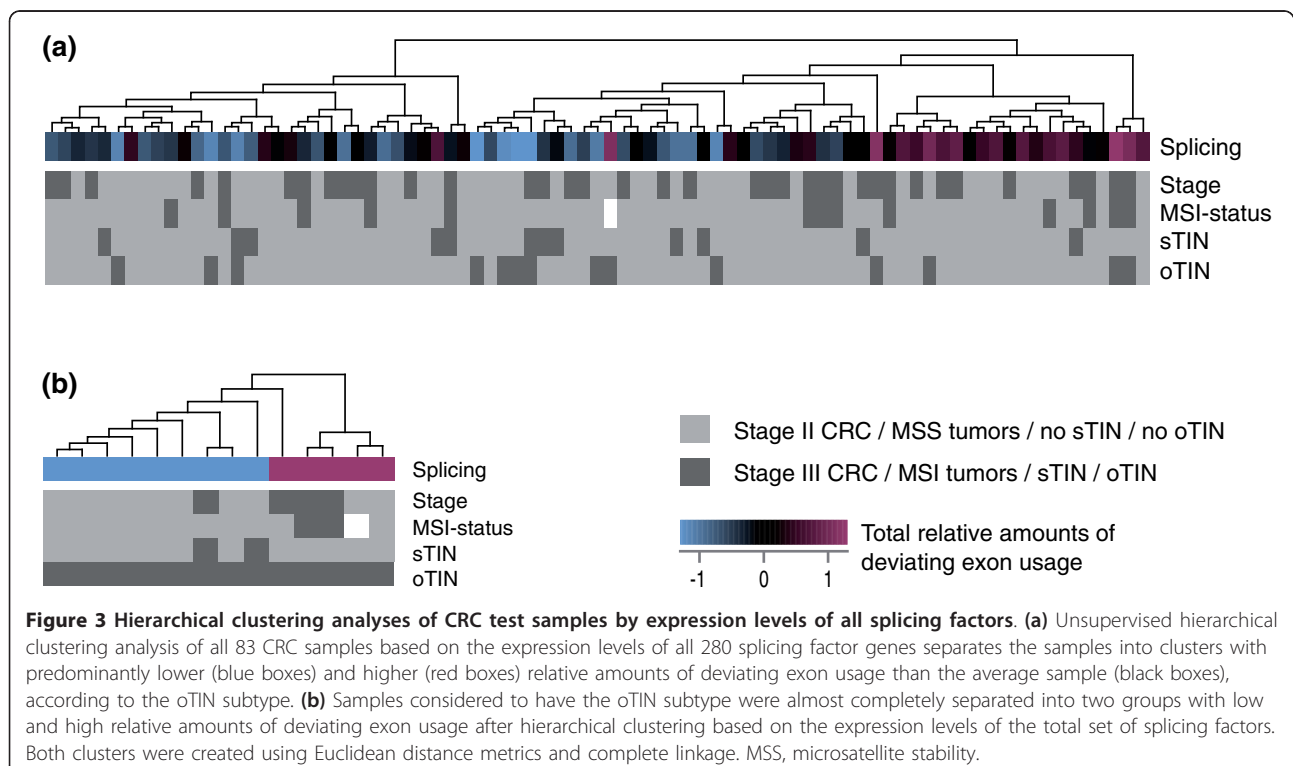 (a)
Splicing
Stage
MSI-status
sTIN
oTIN
(b)
Splicing
Stage
MSI-status
sTIN
oTIN
Stage II CRC / MSS tumors / no sTIN / no oTIN
Stage III CRC / MSI tumors / sTIN / oTIN
Total relative amounts of
deviating exon usage
-1 0 1
Figure 3 Hierarchical clustering analyses of CRC test samples by expression levels of all splicing factors. (a) Unsupervised hierarchical
clustering analysis of all 83 CRC samples based on the expression levels of all 280 splicing factor genes separates the samples into clusters with
predominantly lower (blue boxes) and higher (red boxes) relative amounts of deviating exon usage than the average sample (black boxes),
according to the oTIN subtype. (b) Samples considered to have the oTIN subtype were almost completely separated into two groups with low
and high relative amounts of deviating exon usage after hierarchical clustering based on the expression levels of the total set of splicing factors.
Both clusters were created using Euclidean distance metrics and complete linkage. MSS, microsatellite stability.